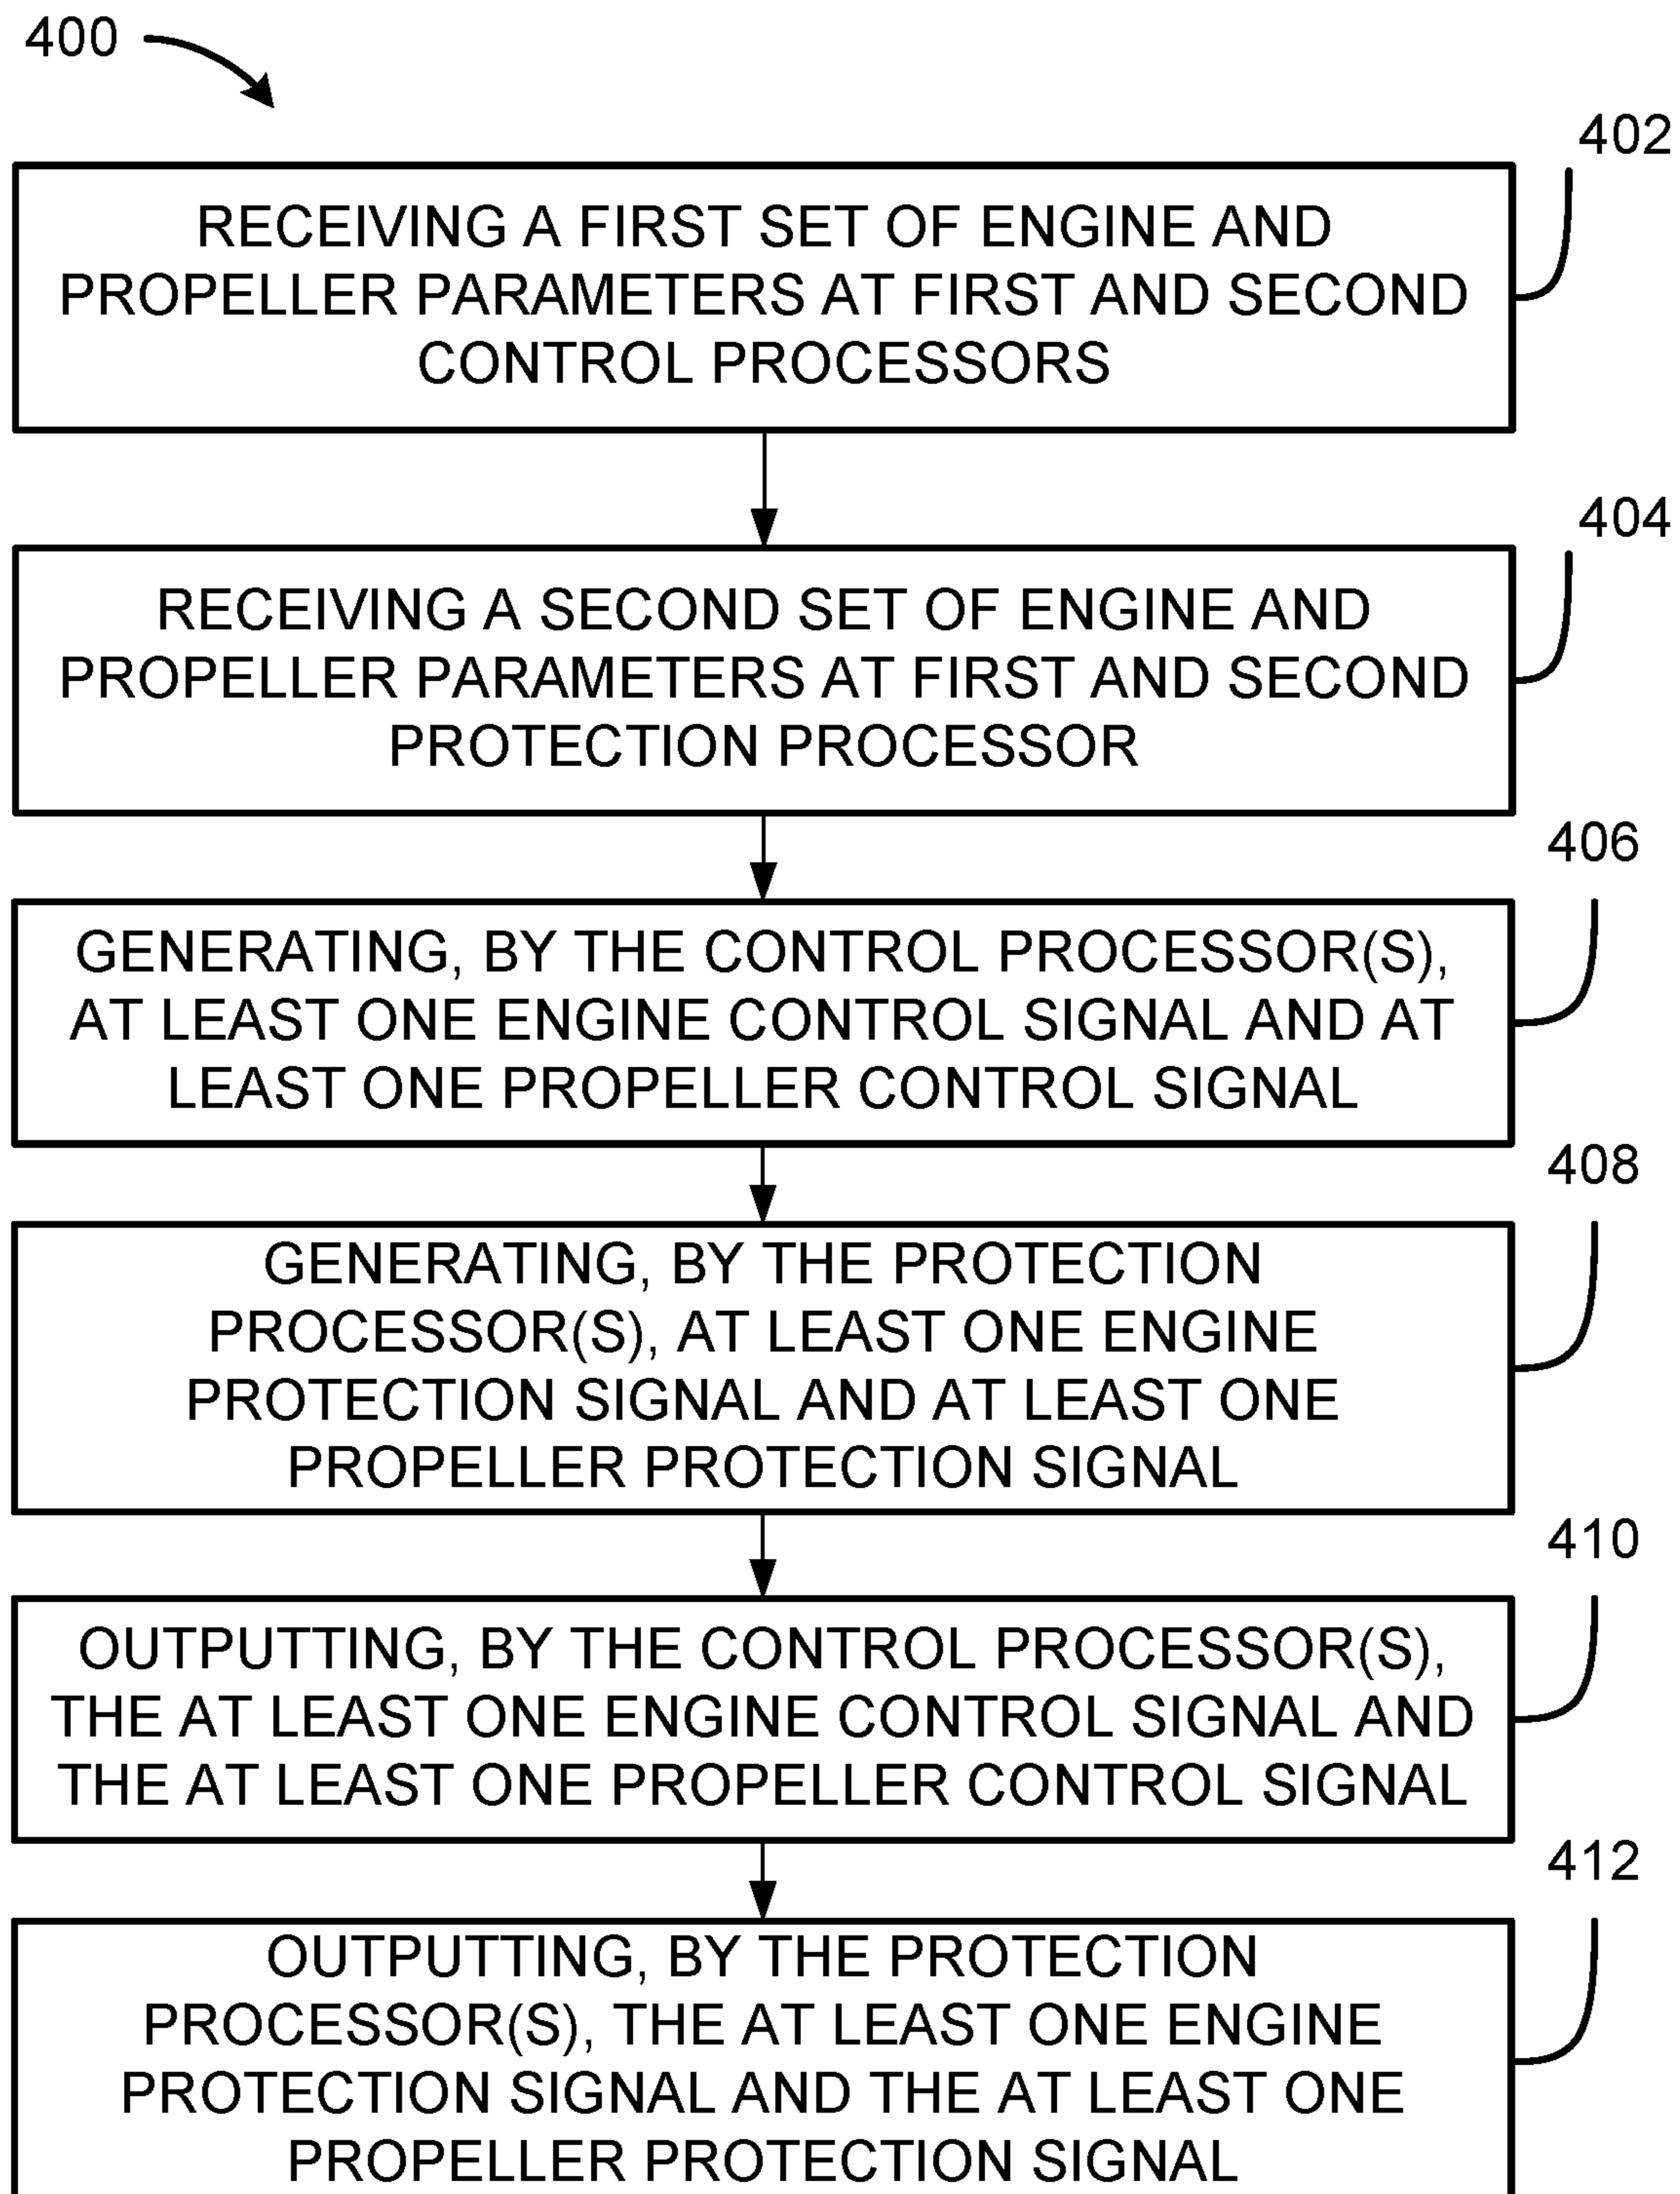 400
402
RECEIVING A FIRST SET OF ENGINE AND
PROPELLER PARAMETERS AT FIRST AND SECOND
CONTROL PROCESSORS
404
RECEIVING A SECOND SET OF ENGINE AND
PROPELLER PARAMETERS AT FIRST AND SECOND
PROTECTION PROCESSOR
406
GENERATING, BY THE CONTROL PROCESSOR(S),
AT LEAST ONE ENGINE CONTROL SIGNAL AND AT
LEAST ONE PROPELLER CONTROL SIGNAL
408
GENERATING, BY THE PROTECTION
PROCESSOR(S), AT LEAST ONE ENGINE
PROTECTION SIGNAL AND AT LEAST ONE
PROPELLER PROTECTION SIGNAL
410
OUTPUTTING, BY THE CONTROL PROCESSOR(S),
THE AT LEAST ONE ENGINE CONTROL SIGNAL AND
THE AT LEAST ONE PROPELLER CONTROL SIGNAL
412
OUTPUTTING, BY THE PROTECTION
PROCESSOR(S), THE AT LEAST ONE ENGINE
PROTECTION SIGNAL AND THE AT LEAST ONE
PROPELLER PROTECTION SIGNAL